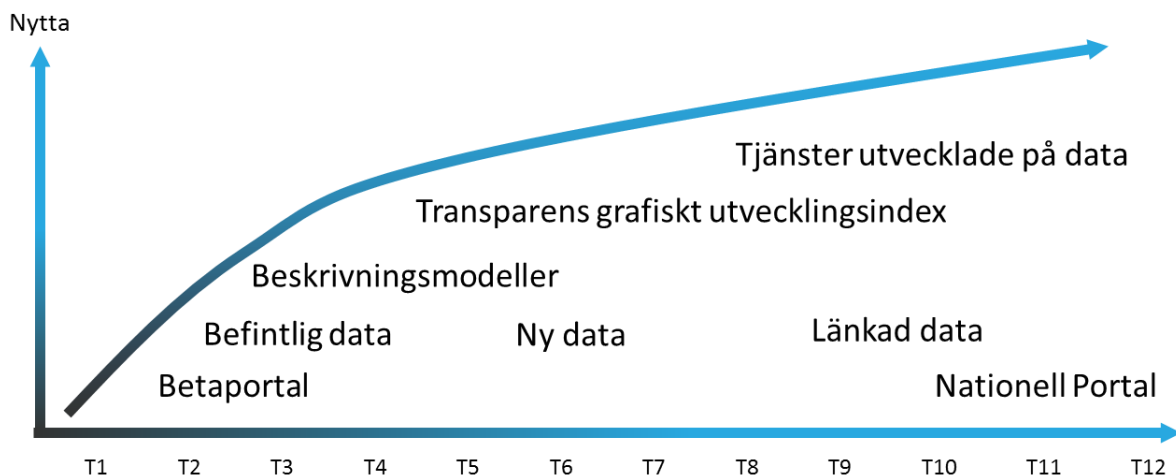 Nytta
Tjänster utvecklade på data
Transparens grafiskt utvecklingsindex
Beskrivningsmodeller
Befintlig data Ny data Länkad data
Betaportal Nationell Portal
T1 T2 T3 T4 T5 T6 T7 T8 T9 T10 T11 T12